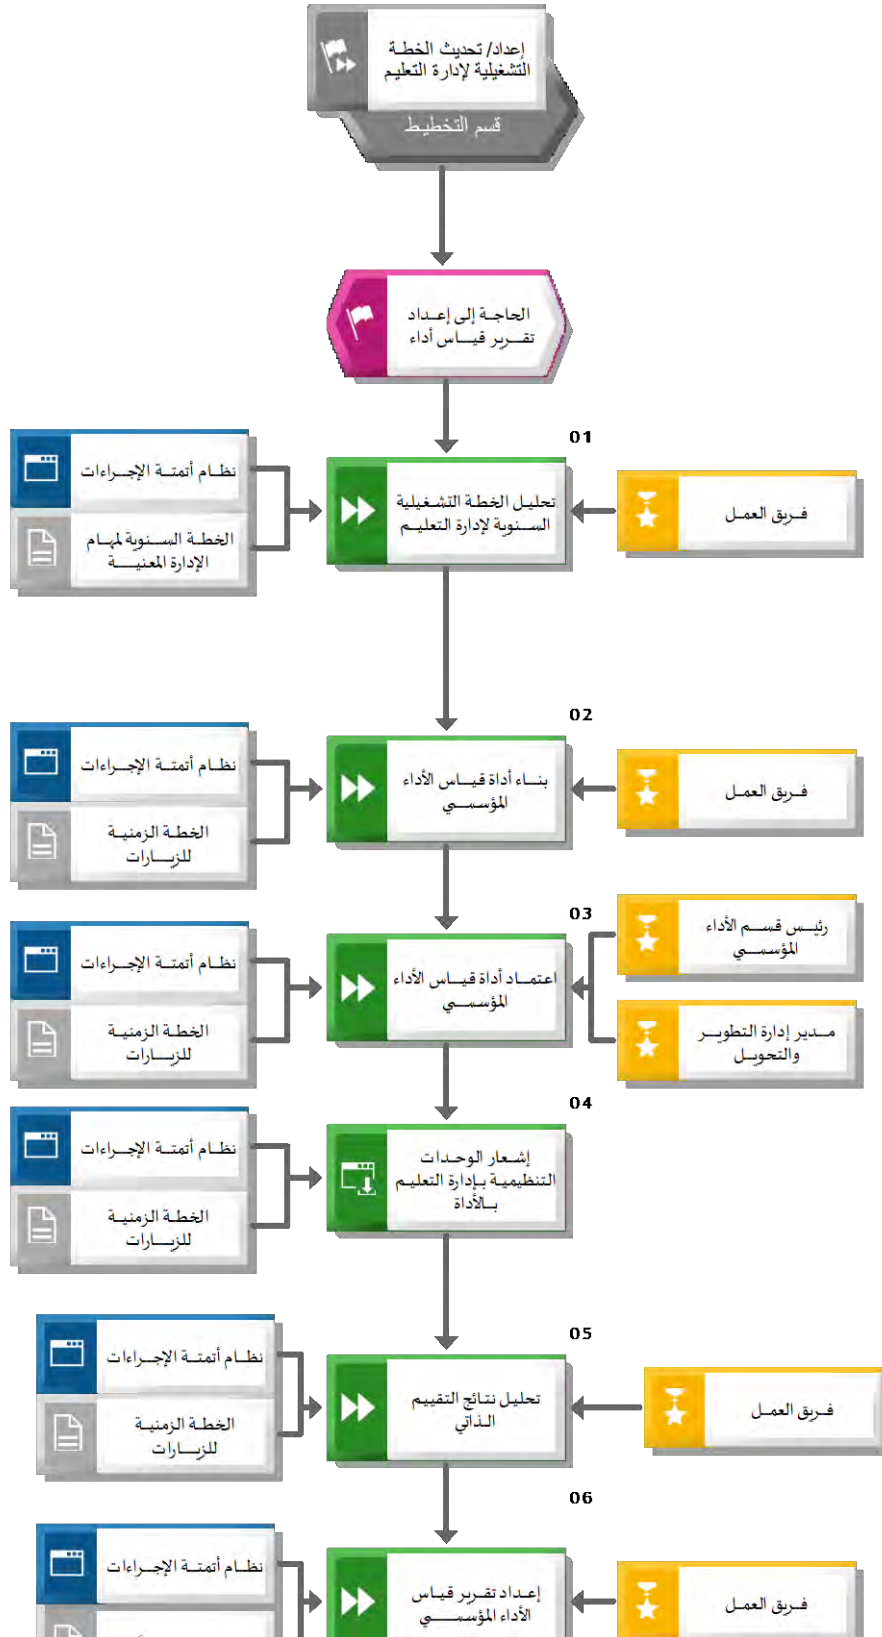 إعداد/ تحديث الخطة
التشغيلية لإدارة التعليم
قسم التخطيط
الحاجة إلى إعداد
تقرير قياس أداء
01
نظام أتمتة الإجراءات
الخطة السنوية لمهام
الإدارة المعنية
تحليل الخطة التشغيلية
السنوية لإدارة التعليم
فريق العمل
02
نظام أتمتة الإجراءات
الخطة الزمنية
للزيارات
بناء أداة قياس الأداء
المؤسسي
فريق العمل
03
نظام أتمتة الإجراءات
الخطة الزمنية
للزيارات
اعتماد أداة قياس الأداء
المؤسسي
رئيس قسم الأداء
المؤسسي
مدير إدارة التطوير
والتحويل
04
نظام أتمتة الإجراءات
الخطة الزمنية
للزيارات
إشعار الوحدات
التنظيمية بإدارة التعليم
بالأداة
05
نظام أتمتة الإجراءات
الخطة الزمنية
للزيارات
تحليل نتائج التقييم
الذاتي
فريق العمل
06
نظام أتمتة الإجراءات
إعداد تقرير قياس
الأداء المؤسسي
فريق العمل